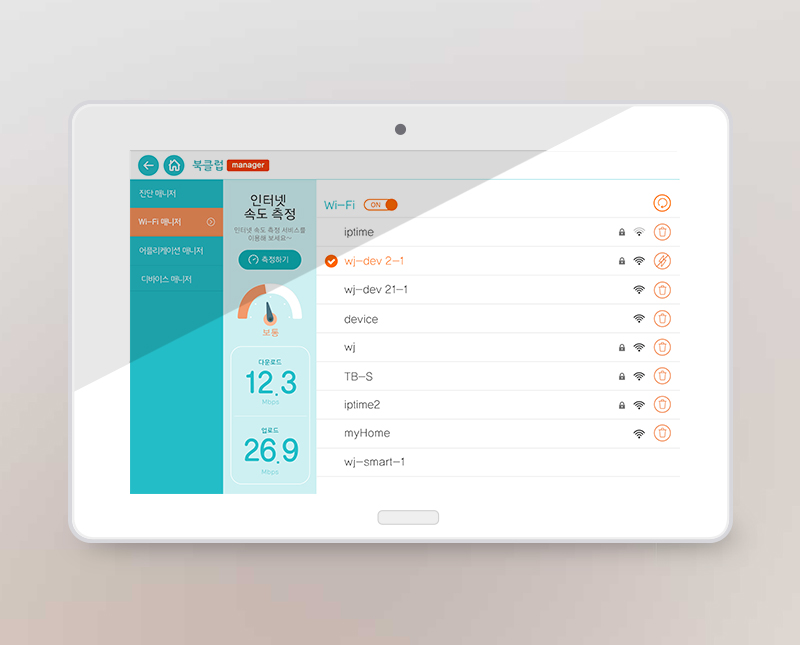 북클럽 manager
진단 매니저
Wi-Fi 매니저
어플리케이션 매니저
디바이스 매니저
인터넷
속도 측정
인터넷 속도 측정 서비스를
이용해 보세요~
측정하기
보통
다운로드
12.3
Mbps
업로드
26.9
Mbps
Wi-Fi ON
iptime
wj-dev 2-1
wj-dev 21-1
device
wj
TB-S
iptime2
myHome
wj-smart-1